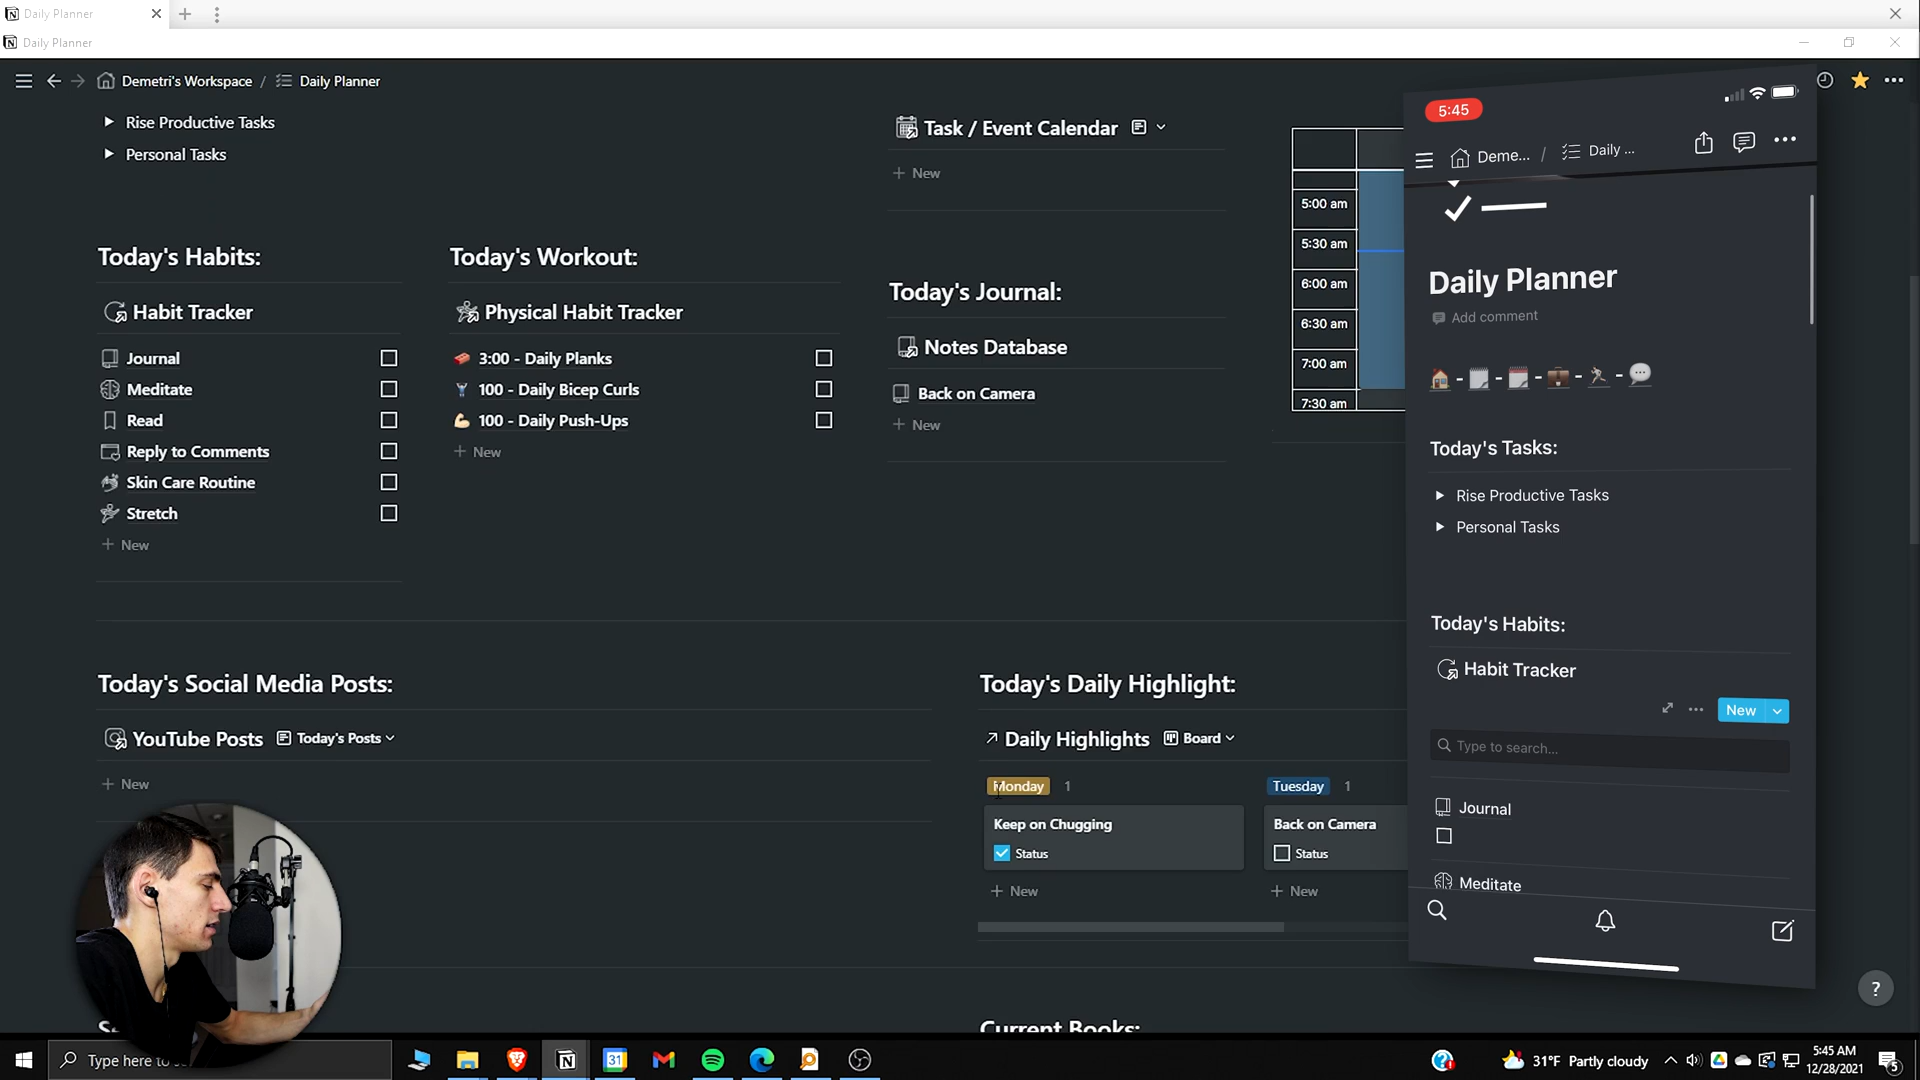 Daily Planner
Daily Planner
Demetri's Workspace / Daily Planner
Rise Productive Tasks
Personal Tasks
Task / Event Calendar
+ New
5:00 am
5:30 am
6:00 am
6:30 am
7:00 am
7:30 am
Today's Habits:
Habit Tracker
Journal
Meditate
Read
Reply to Comments
Skin Care Routine
Stretch
+ New
Today's Workout:
Physical Habit Tracker
3:00 - Daily Planks
100 - Daily Bicep Curls
100 - Daily Push-Ups
+ New
Today's Journal:
Notes Database
Back on Camera
+ New
Today's Social Media Posts:
YouTube Posts Today's Posts
+ New
Today's Daily Highlight:
Daily Highlights Board
Monday 1
Keep on Chugging
Status
+ New
Tuesday 1
Back on Camera
Status
+ New
Current Books:
5:45
Deme... / Daily ...
Daily Planner
Add comment
Today's Tasks:
Rise Productive Tasks
Personal Tasks
Today's Habits:
Habit Tracker
New
Type to search...
Journal
Meditate
?
Type here to
31
31°F Partly cloudy
5:45 AM
12/28/2021
5